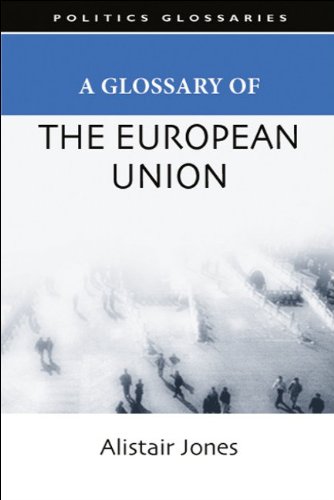 POLITICS GLOSSARIES
A GLOSSARY OF
THE EUROPEAN
UNION
Alistair Jones